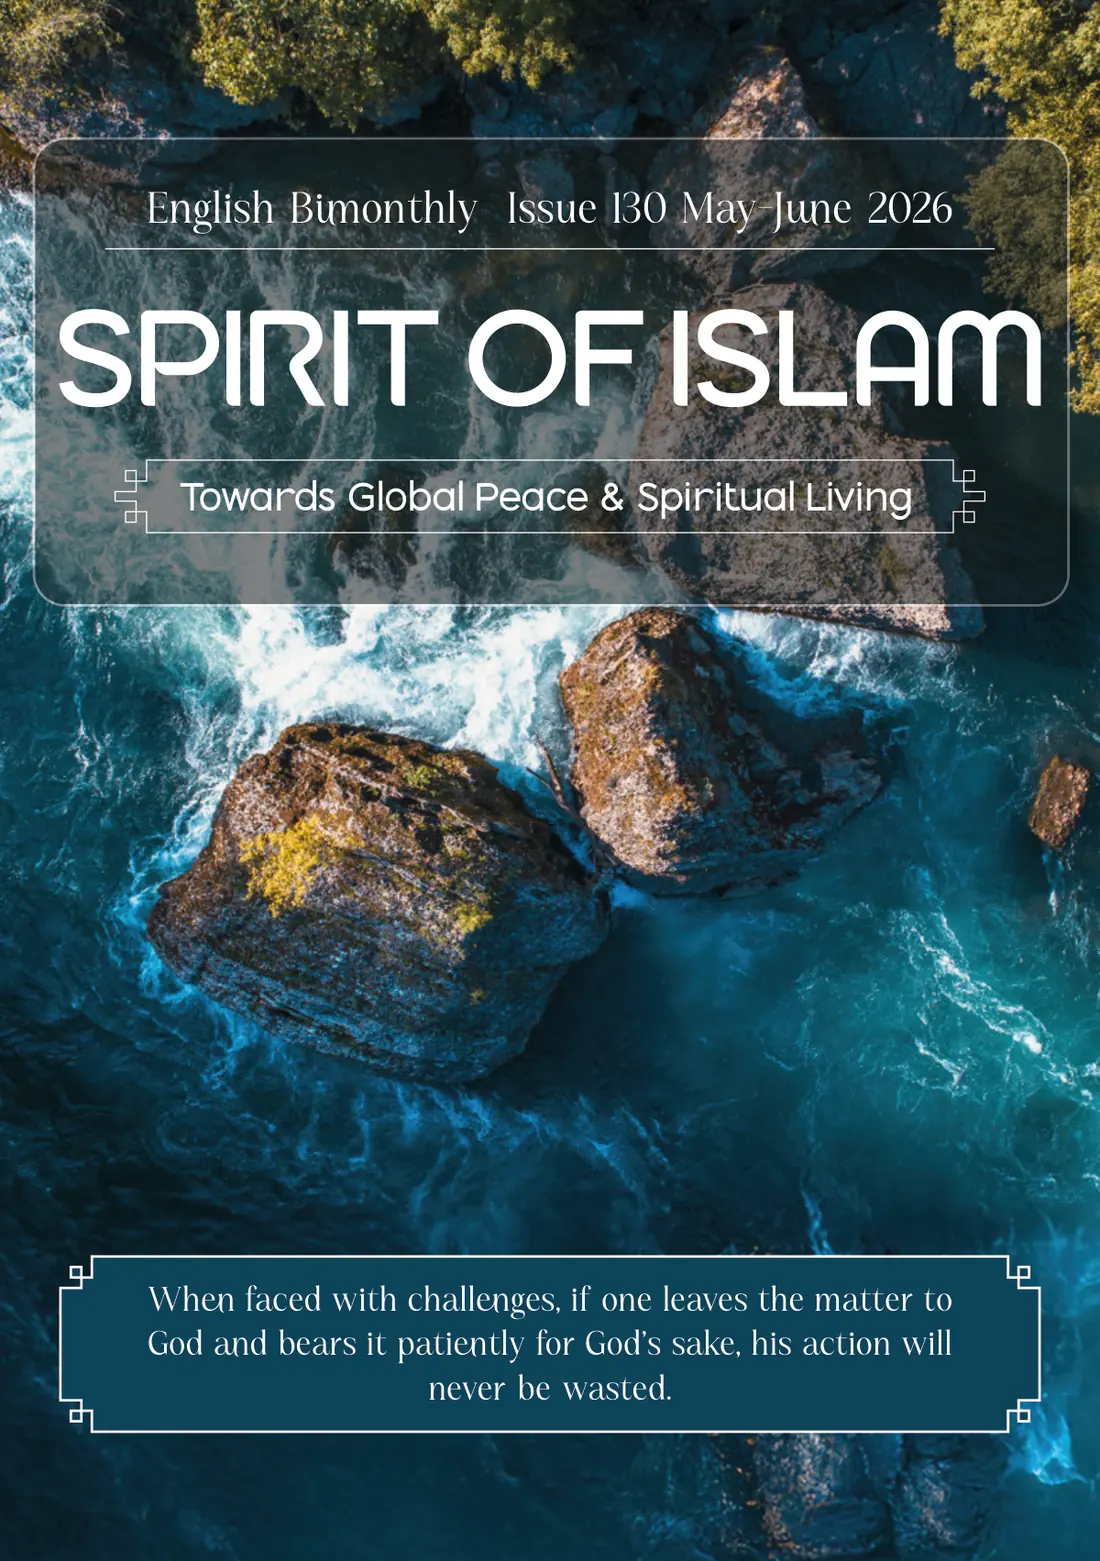 English Bimonthly Issue 130 May-June 2026
SPIRIT OF ISLAM
Towards Global Peace & Spiritual Living
When faced with challenges, if one leaves the matter to
God and bears it patiently for God's sake, his action will
never be wasted.